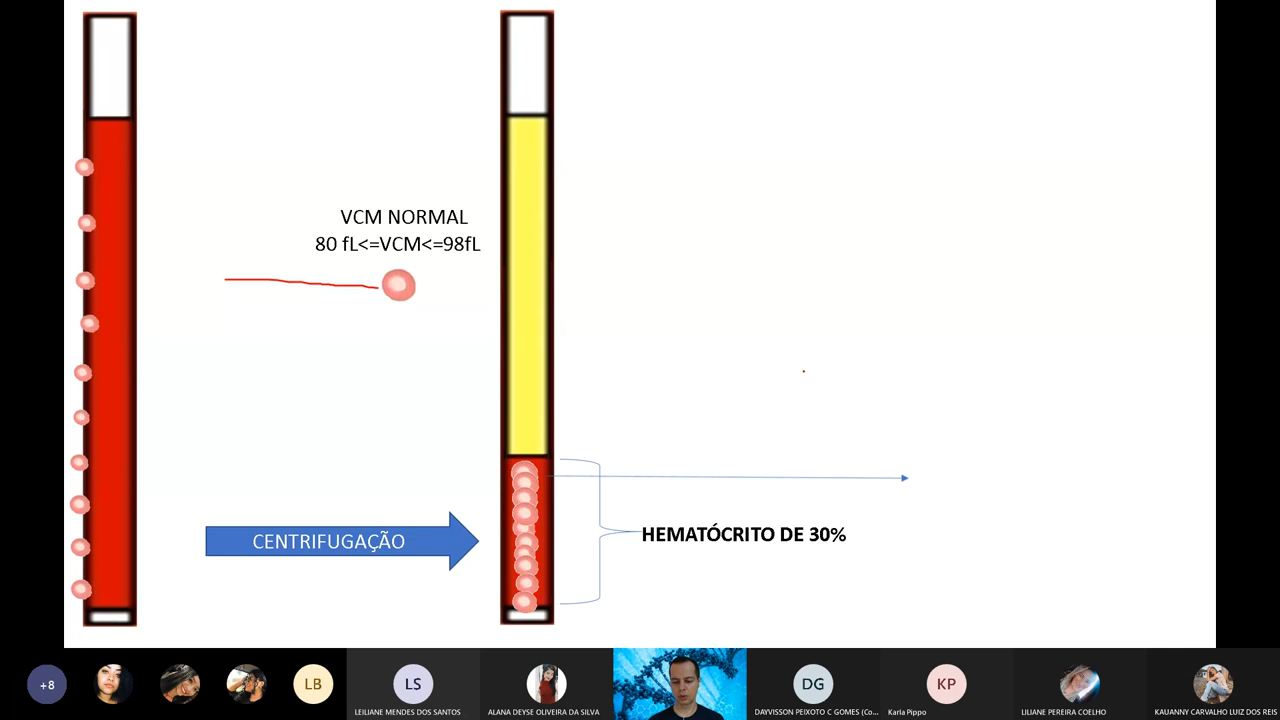 VCM NORMAL
80 fL<=VCM<=98fL
CENTRIFUGAÇÃO
HEMATÓCRITO DE 30%
+8
LB
LS
LEILIANE MENDES DOS SANTOS
ALANA DEYSE OLIVEIRA DA SILVA
DG
DAYVISSON PEIXOTO C GOMES (Co...
KP
Karla Pippo
LILIANE PEREIRA COELHO
KAUANNY CARVALHO LUIZ DOS REIS